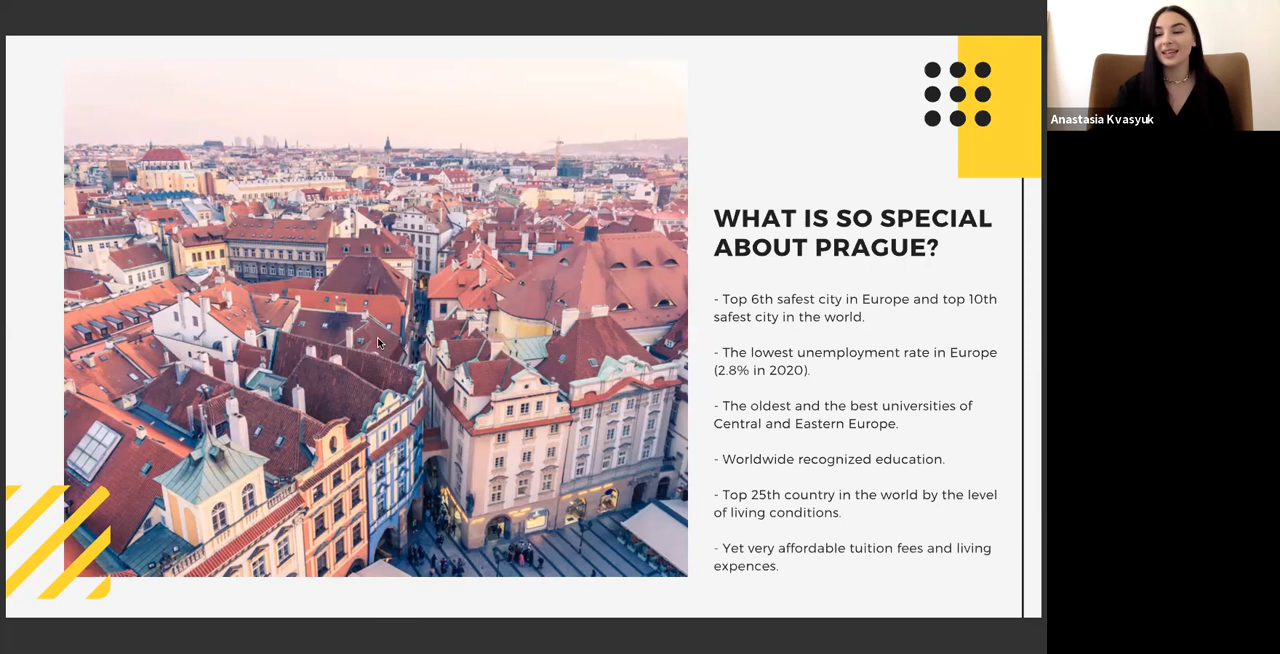 Anastasia Kvasyuk
WHAT IS SO SPECIAL
ABOUT PRAGUE?
- Top 6th safest city in Europe and top 10th
safest city in the world.
- The lowest unemployment rate in Europe
(2.8% in 2020).
- The oldest and the best universities of
Central and Eastern Europe.
- Worldwide recognized education.
- Top 25th country in the world by the level
of living conditions.
- Yet very affordable tuition fees and living
expences.